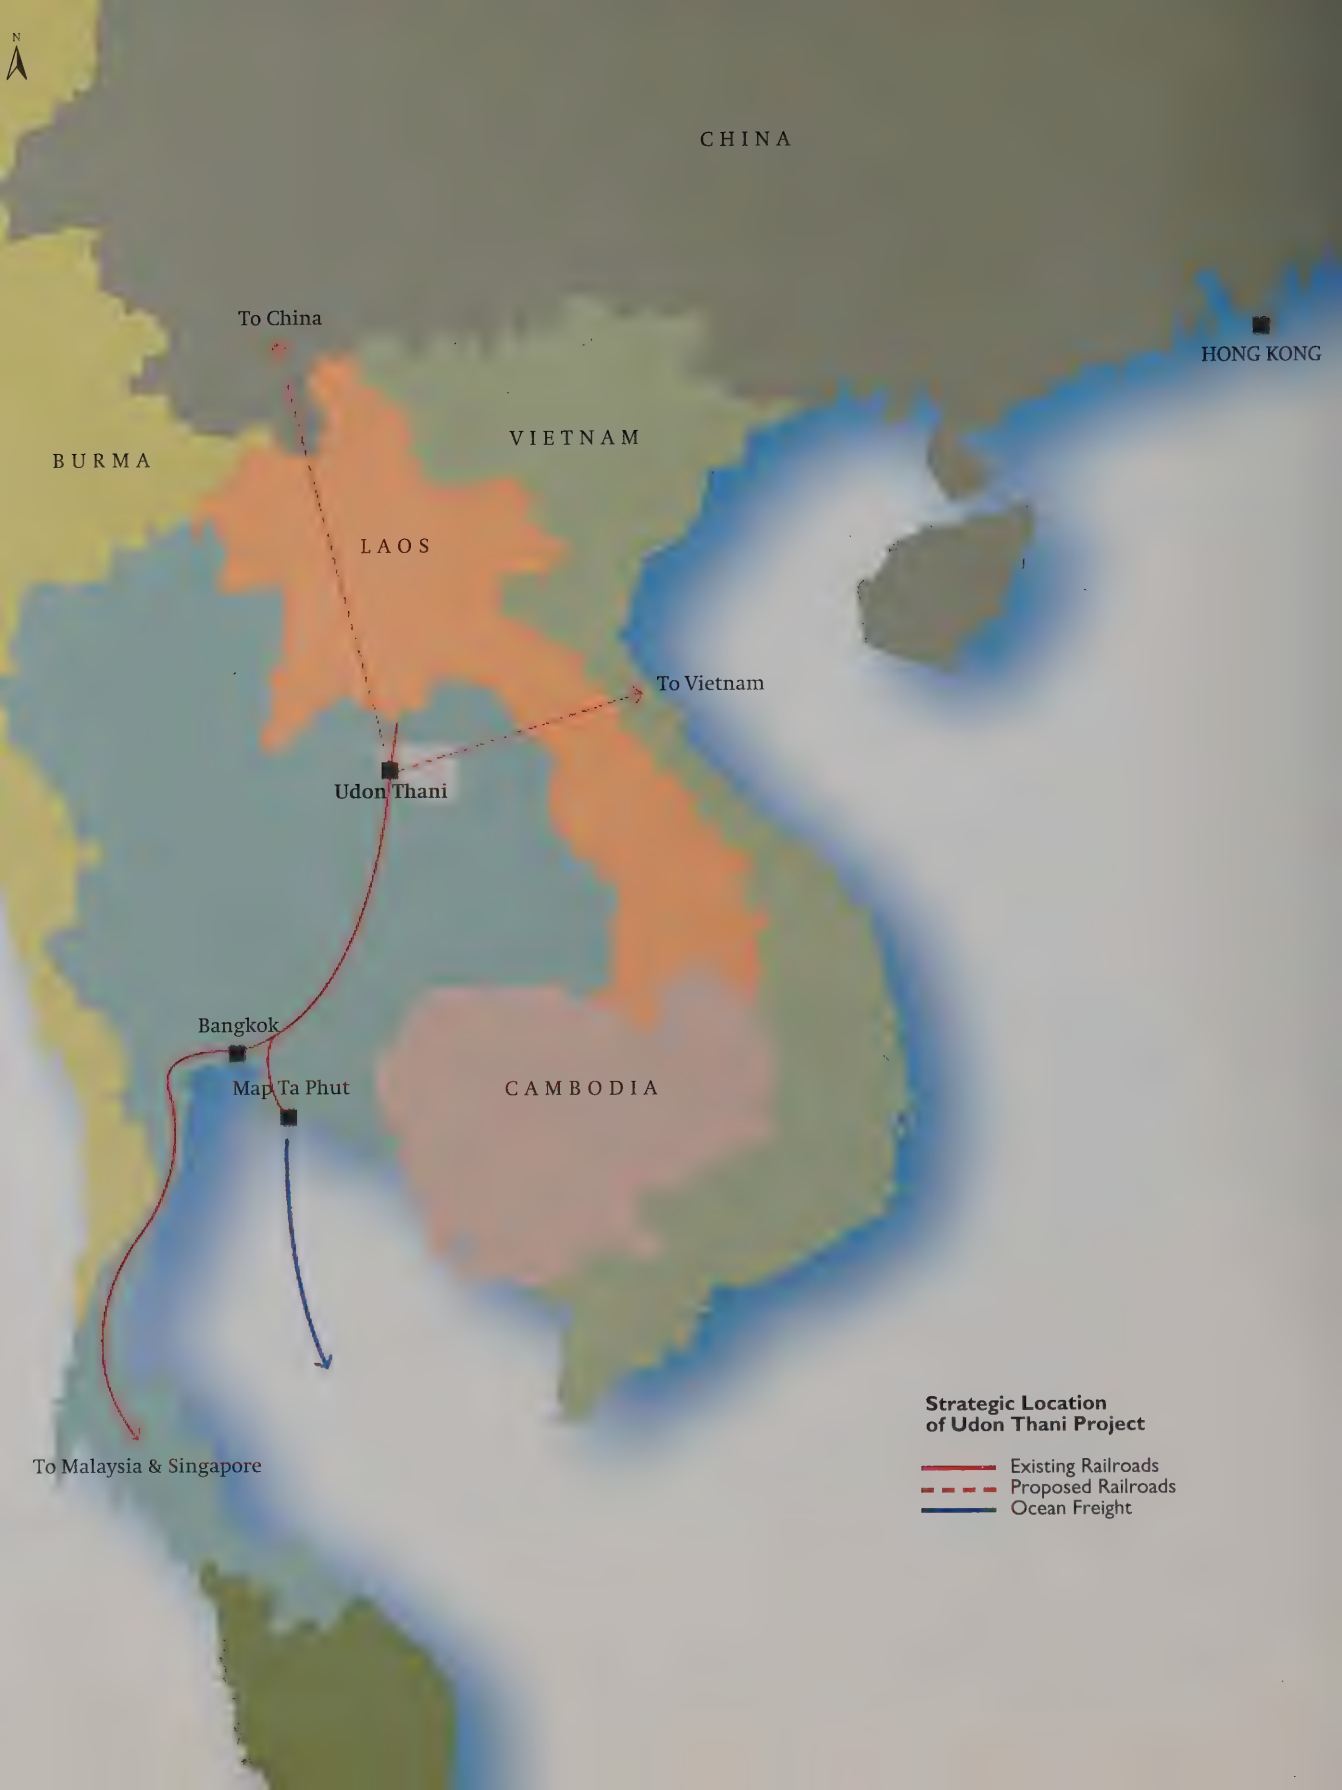 N
CHINA
To China
HONG KONG
VIETNAM
BURMA
LAOS
To Vietnam
Udon Thani
Bangkok
Map Ta Phut
CAMBODIA
Strategic Location
of Udon Thani Project
To Malaysia & Singapore
Existing Railroads
Proposed Railroads
Ocean Freight